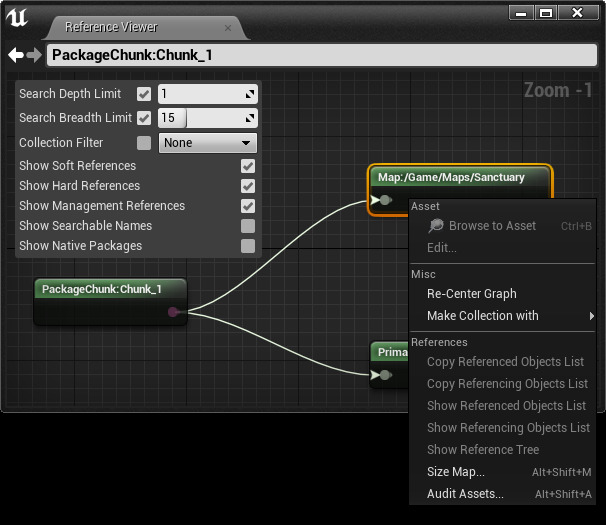 Reference Viewer
PackageChunk:Chunk_1
Zoom -1
Search Depth Limit 1
Search Breadth Limit 15
Collection Filter None
Show Soft References
Show Hard References
Show Management References
Show Searchable Names
Show Native Packages
Map:/Game/Maps/Sanctuary
PackageChunk:Chunk_1
Asset
Browse to Asset Ctrl+B
Edit...
Misc
Re-Center Graph
Make Collection with
References
Copy Referenced Objects List
Copy Referencing Objects List
Show Referenced Objects List
Show Referencing Objects List
Show Reference Tree
Size Map... Alt+Shift+M
Audit Assets... Alt+Shift+A